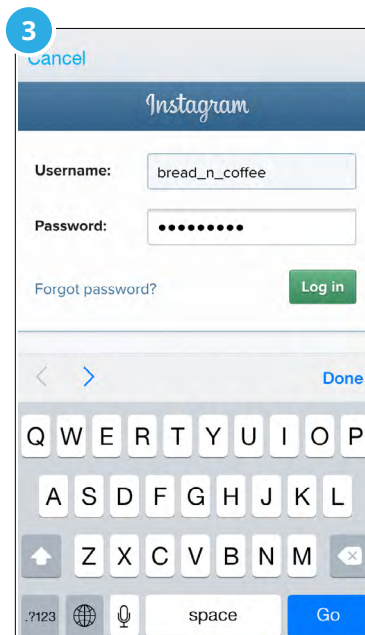 3
Cancel
Instagram
Username: bread_n_coffee
Password: •••••••••
Forgot password? Log in
Done
Q W E R T Y U I O P
A S D F G H J K L
Z X C V B N M
.?123 space Go